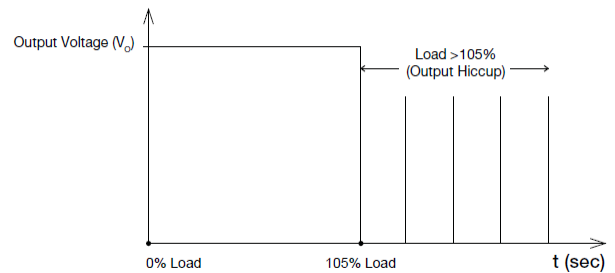 Output Voltage (Vo)
Load >105%
(Output Hiccup)
0% Load
105% Load
t (sec)